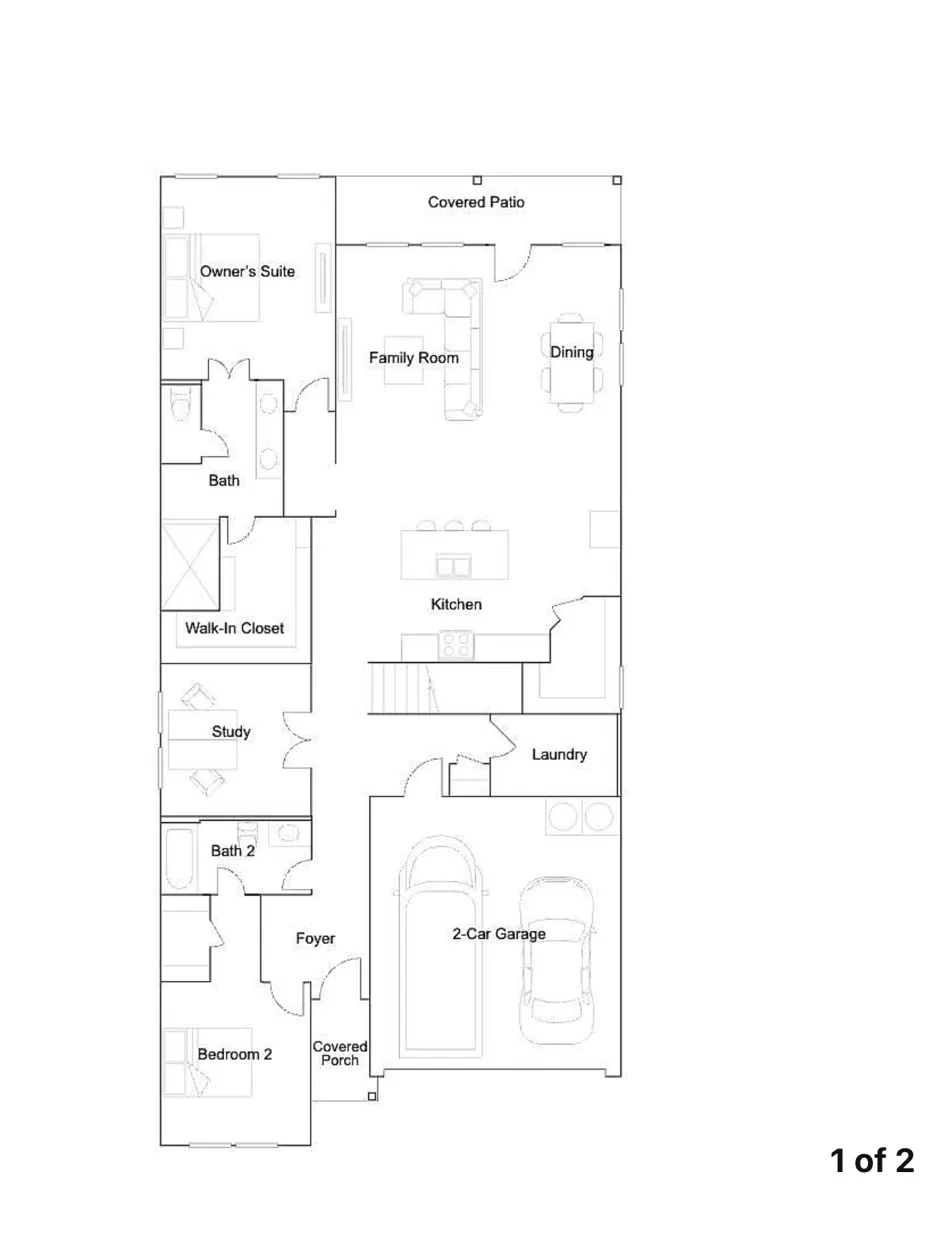 Covered Patio
Owner's Suite
Family Room
Dining
Bath
Kitchen
Walk-In Closet
Study
Laundry
Bath 2
2-Car Garage
Foyer
Covered
Porch
Bedroom 2
1 of 2